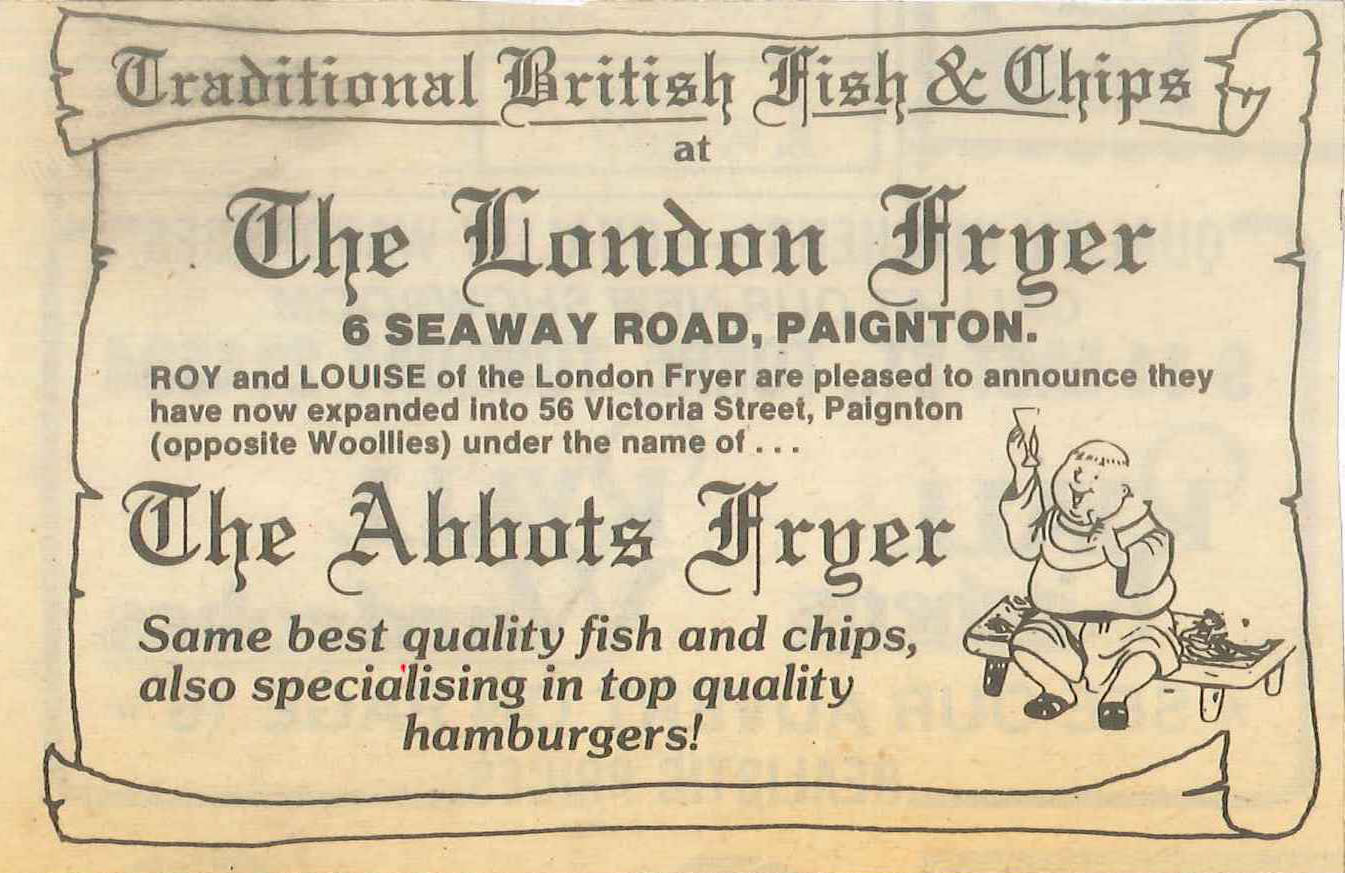 Traditional British Fish & Chips
at
The London Fryer
6 SEAWAY ROAD, PAIGNTON.
ROY and LOUISE of the London Fryer are pleased to announce they
have now expanded into 56 Victoria Street, Paignton
(opposite Woollies) under the name of . . .
The Abbots Fryer
Same best quality fish and chips,
also specialising in top quality
hamburgers!